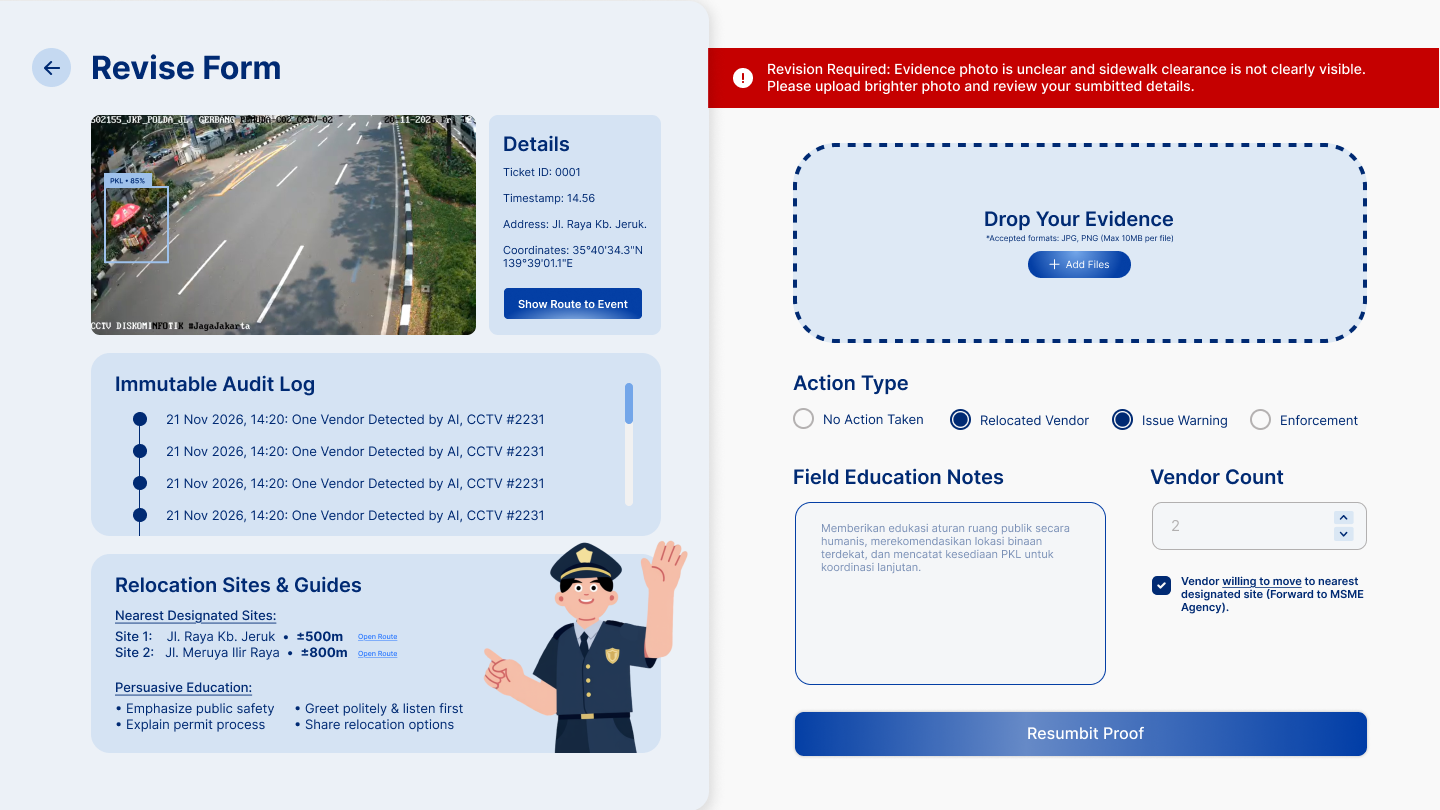 Revise Form
PKL • 85%
CCTV DISKOMINFOTIK #JagaJakarta
Details
Ticket ID: 0001
Timestamp: 14.56
Address: Jl. Raya Kb. Jeruk.
Coordinates: 35°40'34.3"N
139°39'01.1"E
Show Route to Event
Immutable Audit Log
21 Nov 2026, 14:20: One Vendor Detected by AI, CCTV #2231
21 Nov 2026, 14:20: One Vendor Detected by AI, CCTV #2231
21 Nov 2026, 14:20: One Vendor Detected by AI, CCTV #2231
21 Nov 2026, 14:20: One Vendor Detected by AI, CCTV #2231
Relocation Sites & Guides
Nearest Designated Sites:
Site 1: Jl. Raya Kb. Jeruk • ±500m Open Route
Site 2: Jl. Meruya Ilir Raya • ±800m Open Route
Persuasive Education:
• Emphasize public safety • Greet politely & listen first
• Explain permit process • Share relocation options
Revision Required: Evidence photo is unclear and sidewalk clearance is not clearly visible.
Please upload brighter photo and review your sumbitted details.
Drop Your Evidence
*Accepted formats: JPG, PNG (Max 10MB per file)
Add Files
Action Type
No Action Taken Relocated Vendor Issue Warning Enforcement
Field Education Notes
Memberikan edukasi aturan ruang publik secara
humanis, merekomendasikan lokasi binaan
terdekat, dan mencatat kesediaan PKL untuk
koordinasi lanjutan.
Vendor Count
2
Vendor willing to move to nearest
designated site (Forward to MSME
Agency).
Resumbit Proof